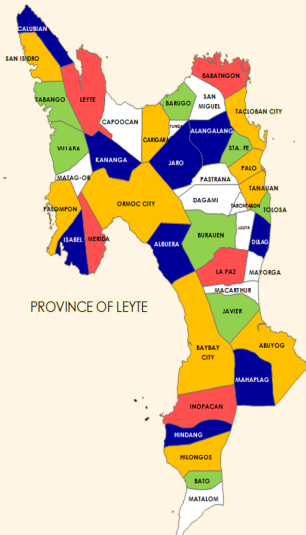 CALUBIAN
SAN ISIDRO
BABATNGON
TABANGO
LEYTE
BARUGO
SAN
MIGUEL
CAPOOCAN
TACLOBAN CITY
TUNGA
ALANGALANG
CARIGARA
VILLABA
STA. FE
KANANGA
JARO
PALO
MATAG-OB
PASTRANA
TANAUAN
DAGAMI
TABONTABON
PALOMPON
ORMOC CITY
TOLOSA
JULITA
BURAUEN
ISABEL
MERIDA
ALBUERA
DULAG
LA PAZ
MAYORGA
MACARTHUR
PROVINCE OF LEYTE
JAVIER
BAYBAY
CITY
ABUYOG
MAHAPLAG
INOPACAN
HINDANG
HILONGOS
BATO
MATALOM